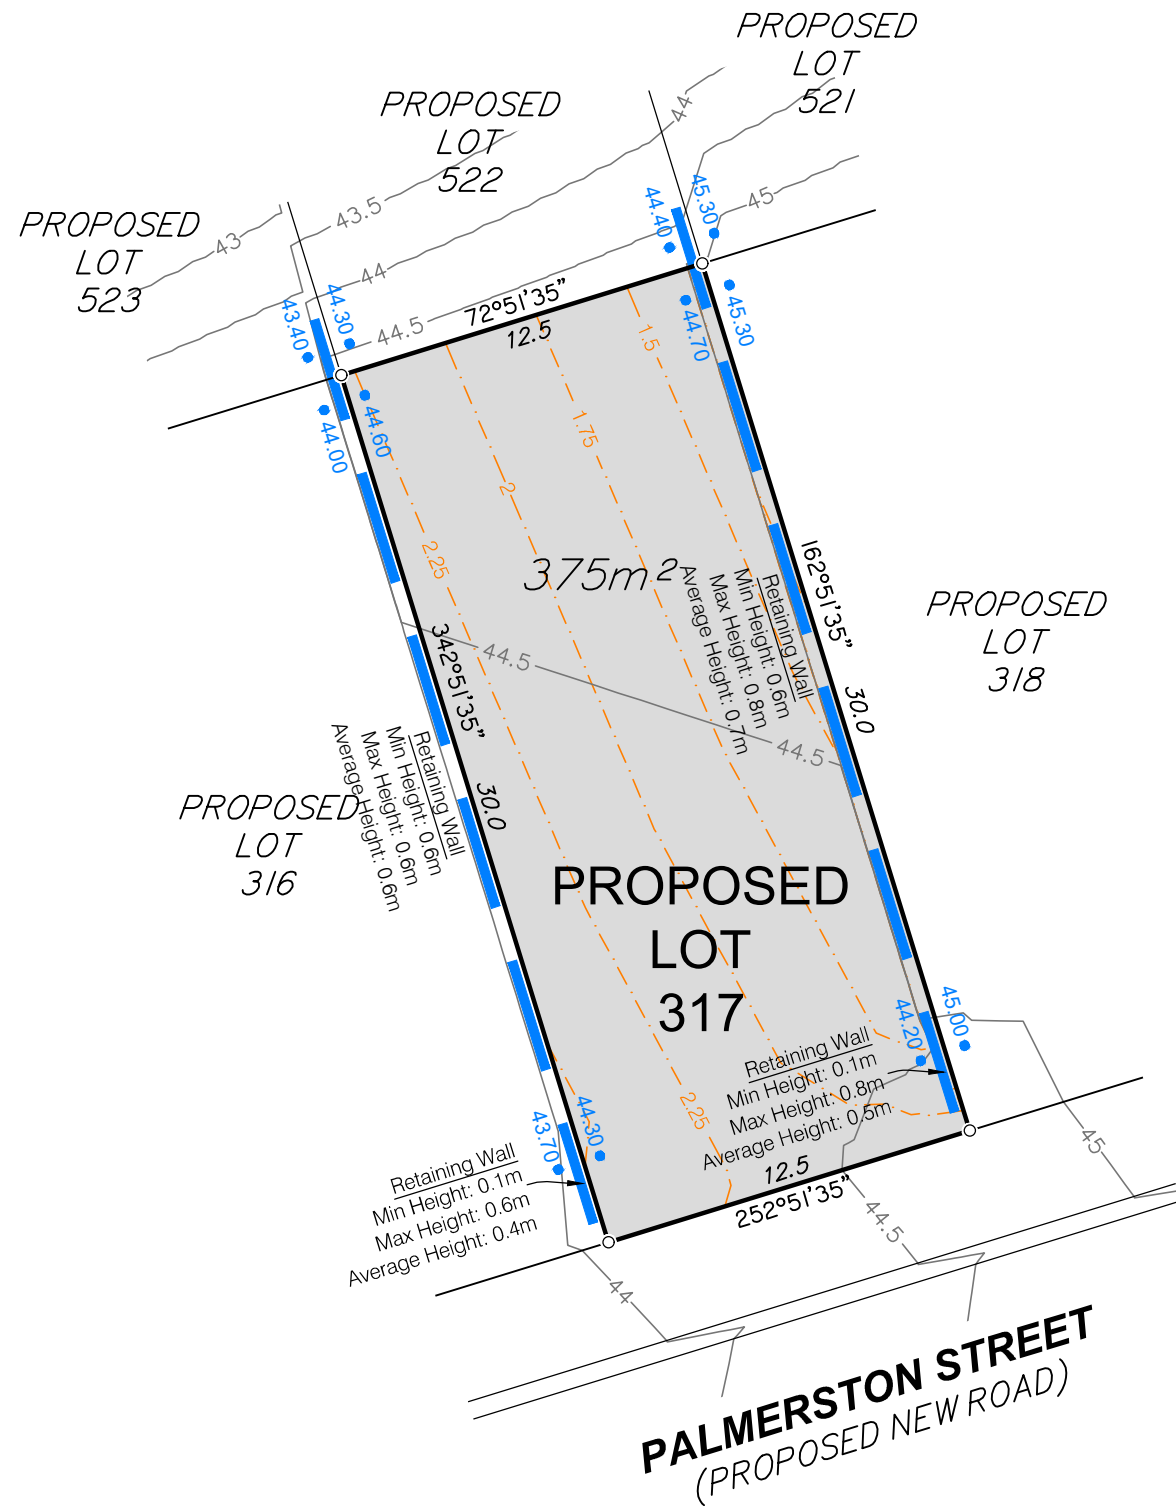 PROPOSED
LOT
521
PROPOSED
LOT
522
PROPOSED
LOT
523
44
43.5
43
44
45
44.5
44.40
45.30
43.40
44.30
72°51'35"
12.5
44.70
45.30
44.00
44.60
1.5
1.75
2
2.25
375m²
342°51'35"
30.0
162°51'35"
30.0
44.5
44.5
Retaining Wall
Min Height: 0.6m
Max Height: 0.8m
Average Height: 0.7m
PROPOSED
LOT
318
Retaining Wall
Min Height: 0.6m
Max Height: 0.6m
Average Height: 0.6m
PROPOSED
LOT
316
PROPOSED
LOT
317
44.20
45.00
Retaining Wall
Min Height: 0.1m
Max Height: 0.8m
Average Height: 0.5m
2.25
43.70
44.30
Retaining Wall
Min Height: 0.1m
Max Height: 0.6m
Average Height: 0.4m
12.5
252°51'35"
45
44.5
44
PALMERSTON STREET
(PROPOSED NEW ROAD)